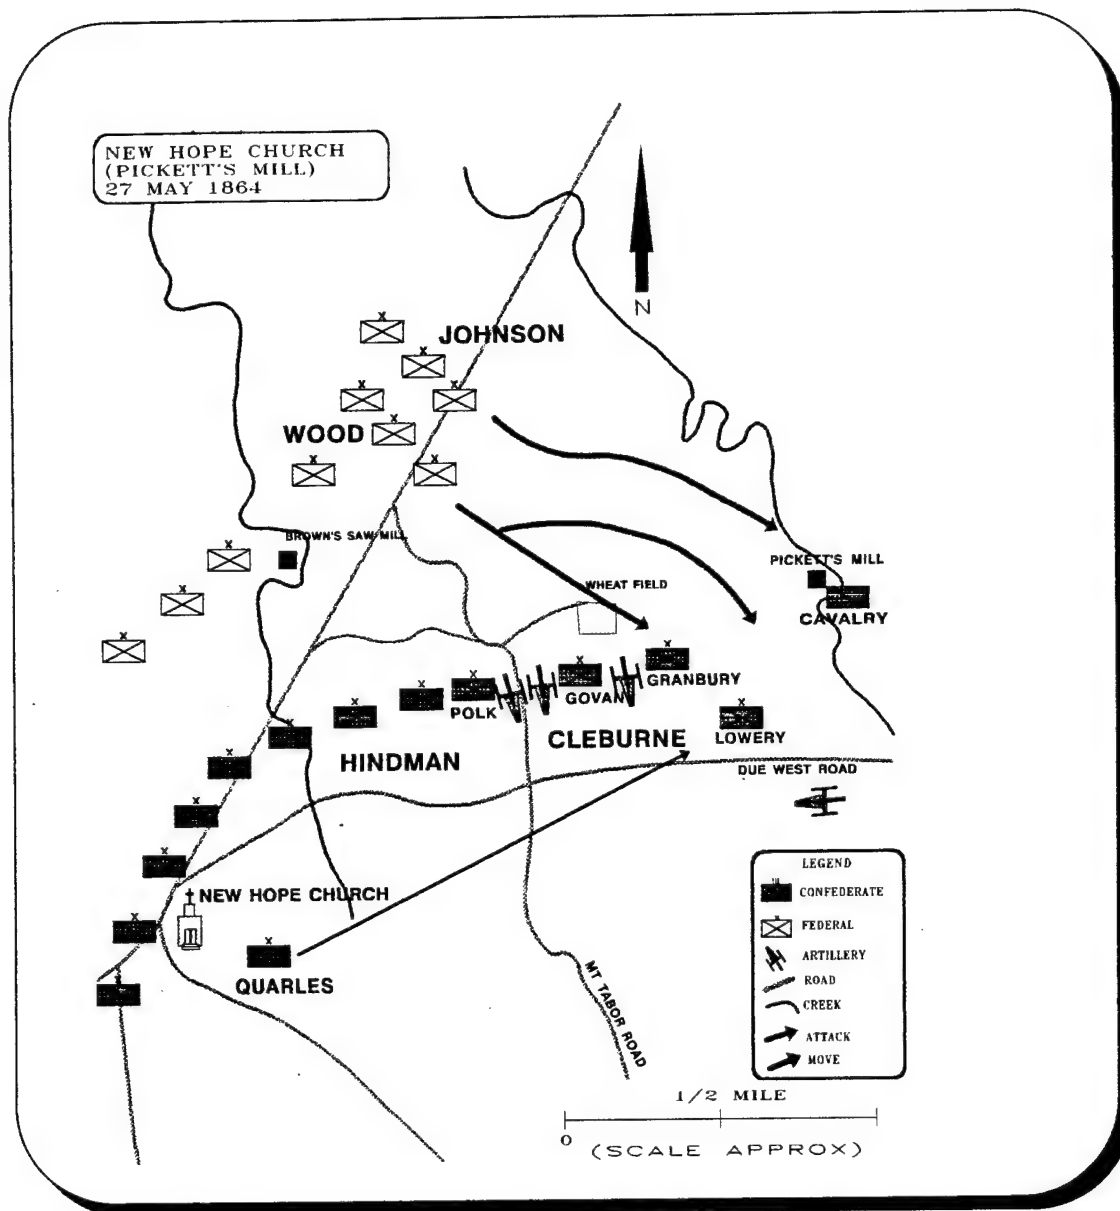 NEW HOPE CHURCH
(PICKETT'S MILL)
27 MAY 1864
N
JOHNSON
WOOD
BROWN'S SAW MILL
PICKETT'S MILL
WHEAT FIELD
CAVALRY
GRANBURY
GOVAN
POLK
LOWERY
CLEBURNE
HINDMAN
DUE WEST ROAD
NEW HOPE CHURCH
QUARLES
MT TABOR ROAD
LEGEND
CONFEDERATE
FEDERAL
ARTILLERY
ROAD
CREEK
ATTACK
MOVE
1/2 MILE
0
(SCALE APPROX)